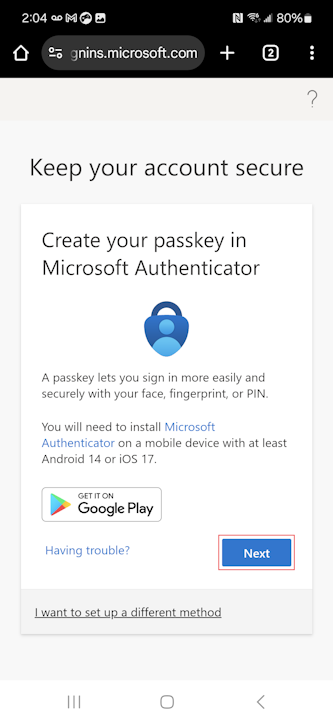 2:04
80%
gnins.microsoft.com
2
?
Keep your account secure
Create your passkey in
Microsoft Authenticator
A passkey lets you sign in more easily and
securely with your face, fingerprint, or PIN.
You will need to install Microsoft
Authenticator on a mobile device with at least
Android 14 or iOS 17.
GET IT ON
Google Play
Having trouble?
Next
I want to set up a different method